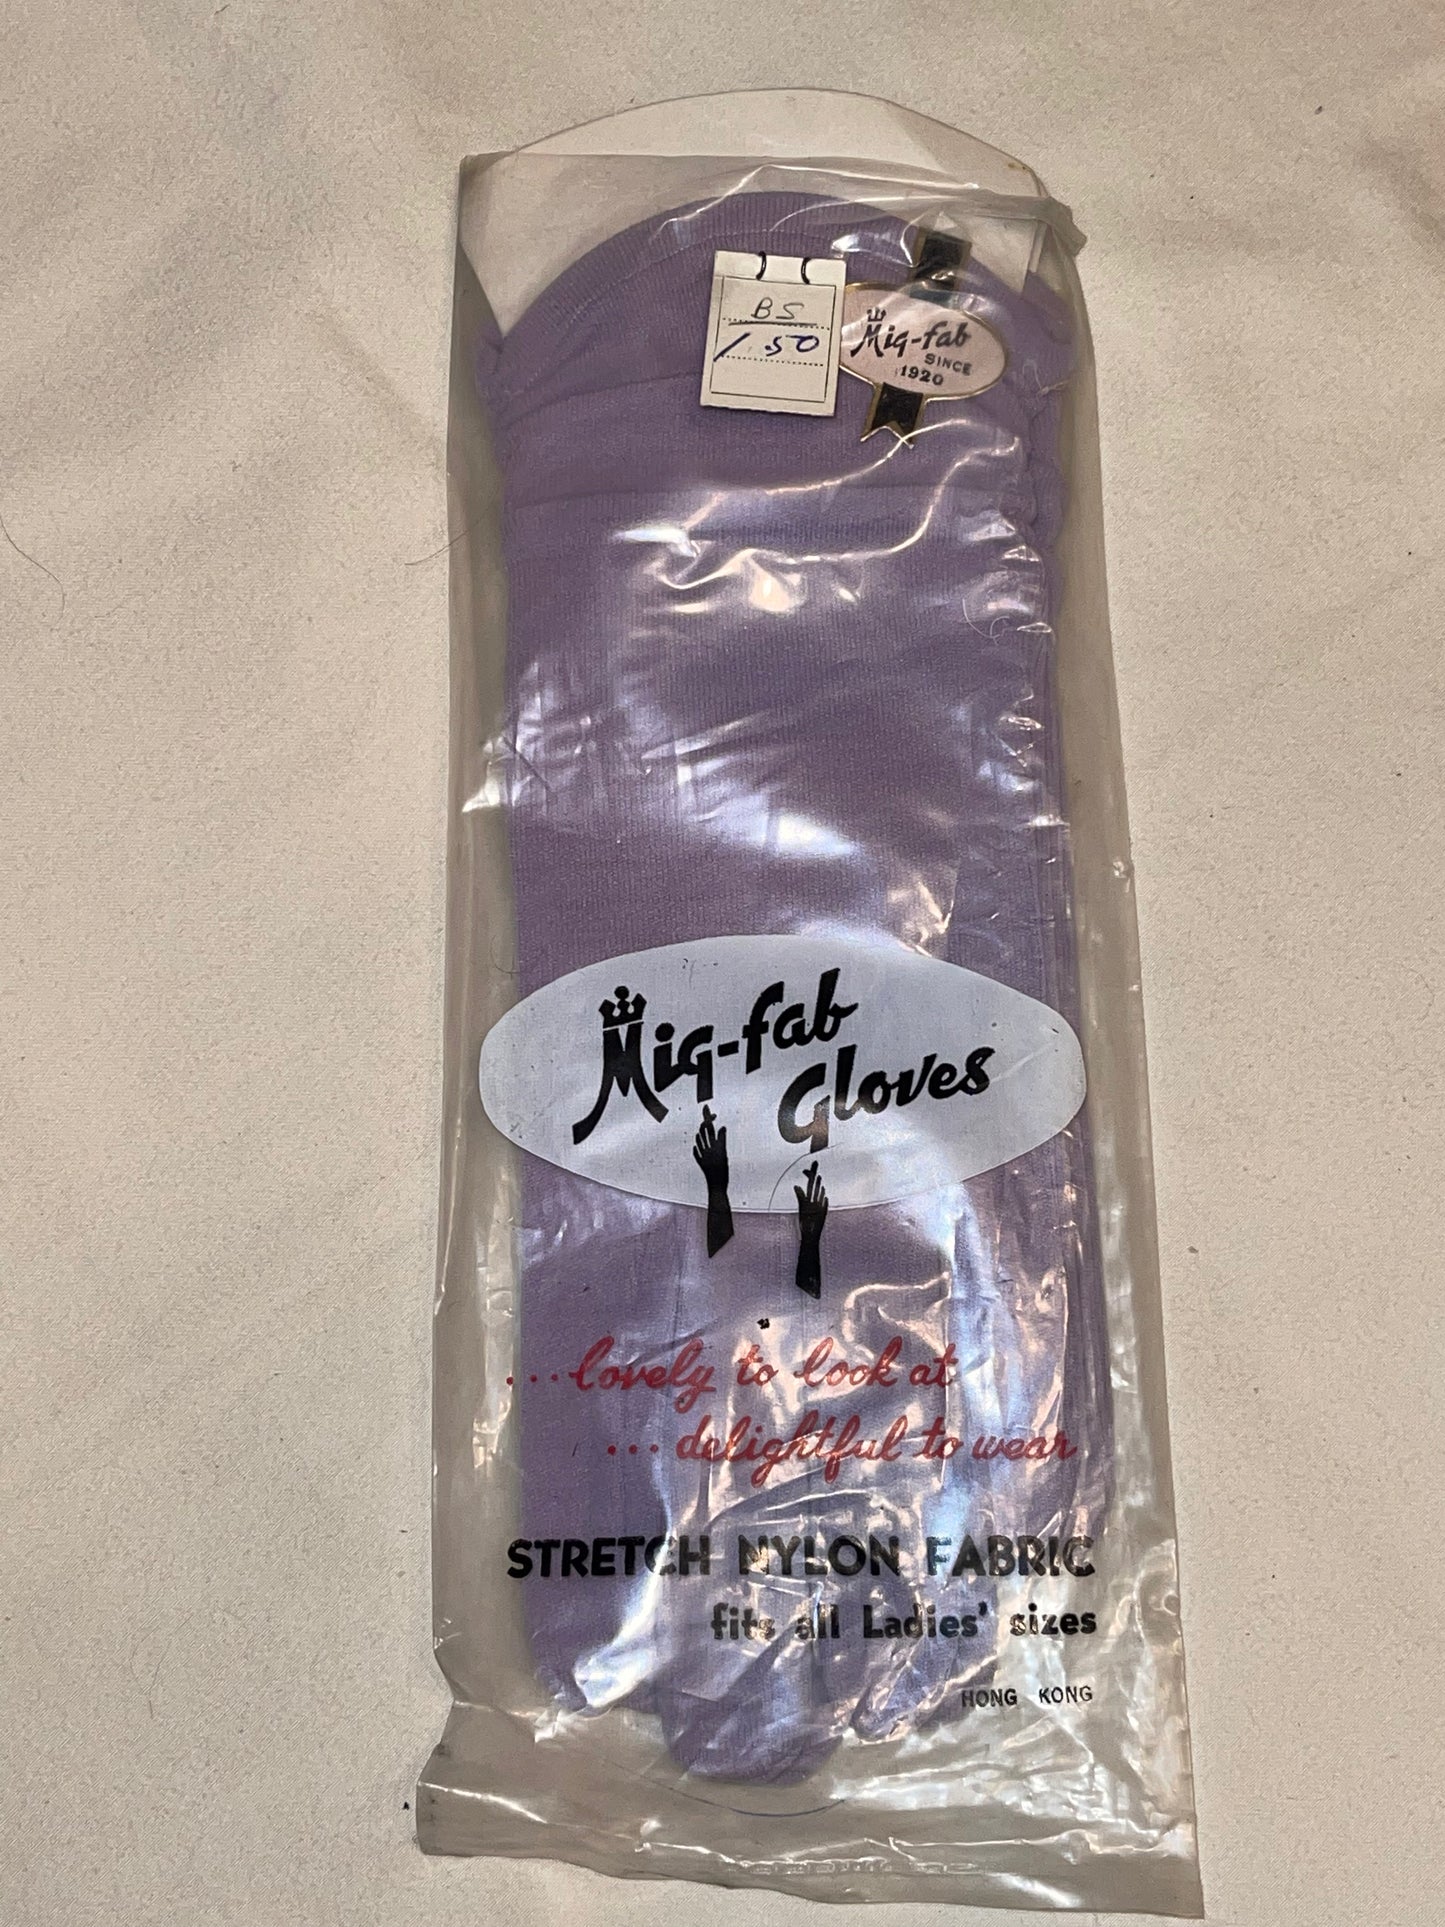 BS
1.50
Mig-fab
SINCE
1920
Mig-fab
Gloves
...lovely to look at
...delightful to wear
STRETCH NYLON FABRIC
fits all Ladies' sizes
HONG KONG